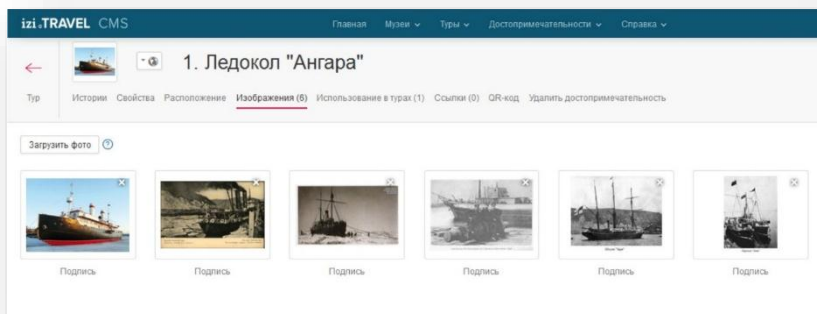 izi.TRAVEL CMS
Главная Музеи Туры Достопримечательности Справка
1. Ледокол "Ангара"
Тур
Истории Свойства Расположение Изображения (6) Использование в турах (1) Ссылки (0) QR-код Удалить достопримечательность
Загрузить фото ?
Подпись Подпись Подпись Подпись Подпись Подпись